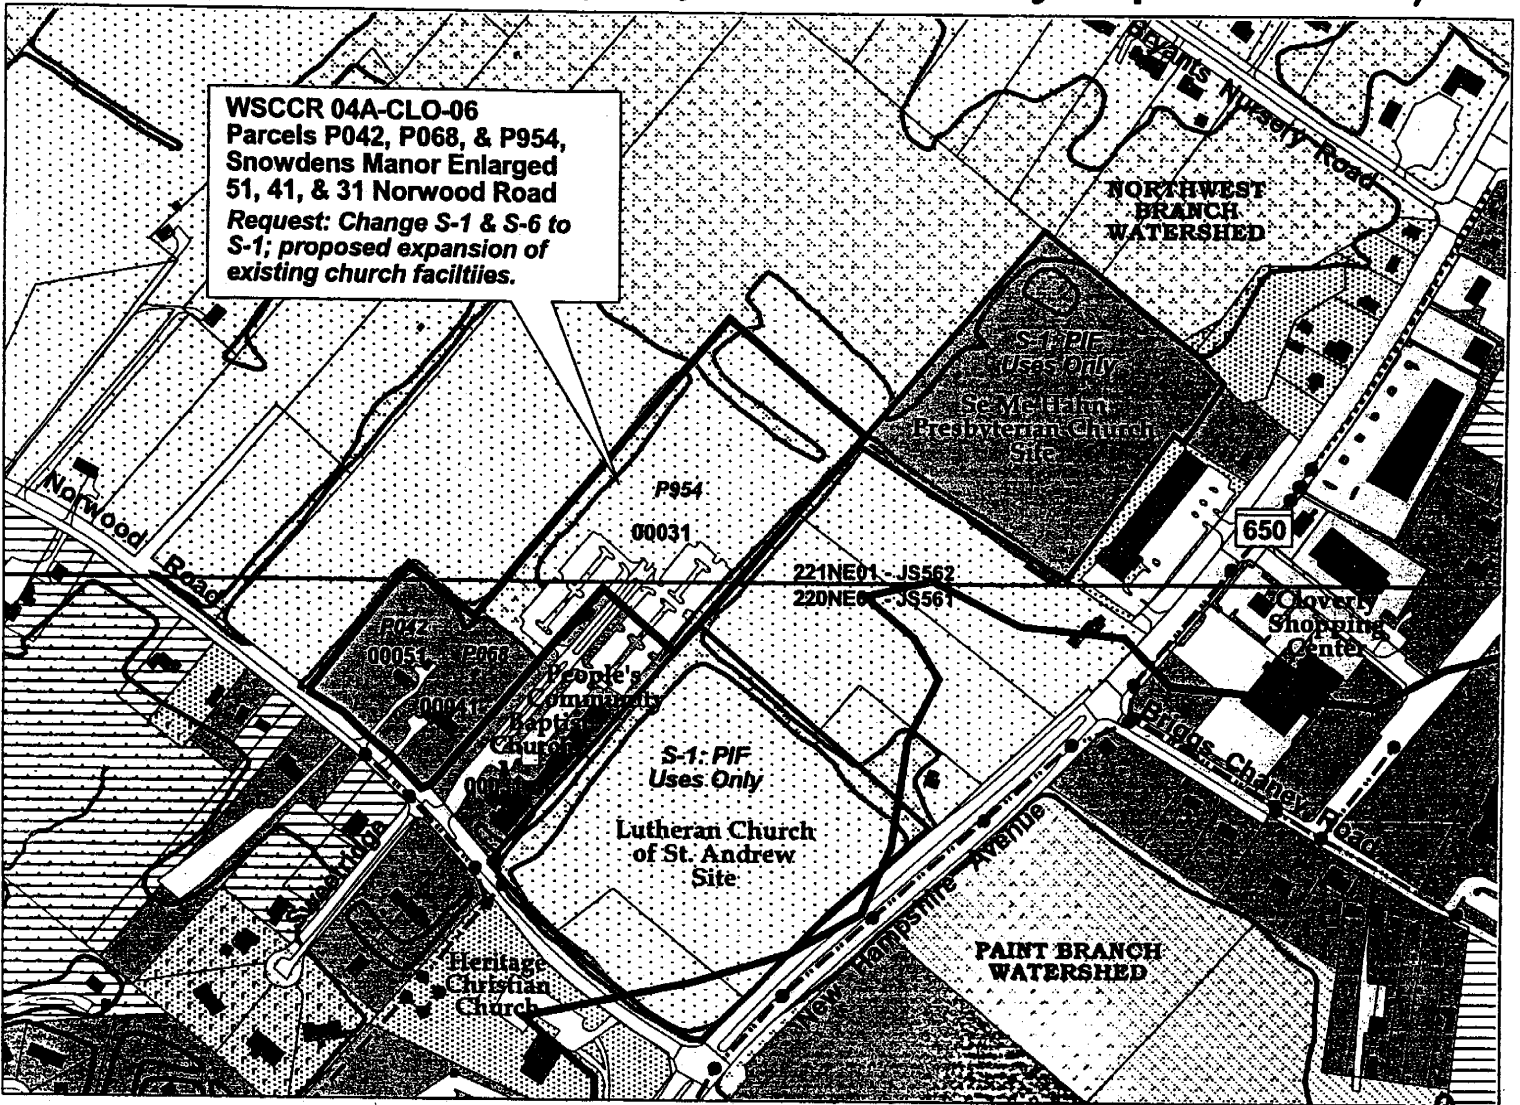 WSCCR 04A-CLO-06
Parcels P042, P068, & P954,
Snowdens Manor Enlarged
51, 41, & 31 Norwood Road
Request: Change S-1 & S-6 to
S-1; proposed expansion of
existing church faciltiies.
Bryants Nursery Road
NORTHWEST
BRANCH
WATERSHED
S-1: PIF
Uses Only
Presbyterian Church
Site
P954
00031
650
221NE01 - JS562
JS561
Cloverly
Shopping
Center
Norwood
Road
P042
00051
P068
00041
People's
Community
Baptist
Church
S-1: PIF
Uses Only
Lutheran Church
of St. Andrew
Site
Briggs Chaney Road
New Hampshire Avenue
PAINT BRANCH
WATERSHED
Heritage
Christian
Church